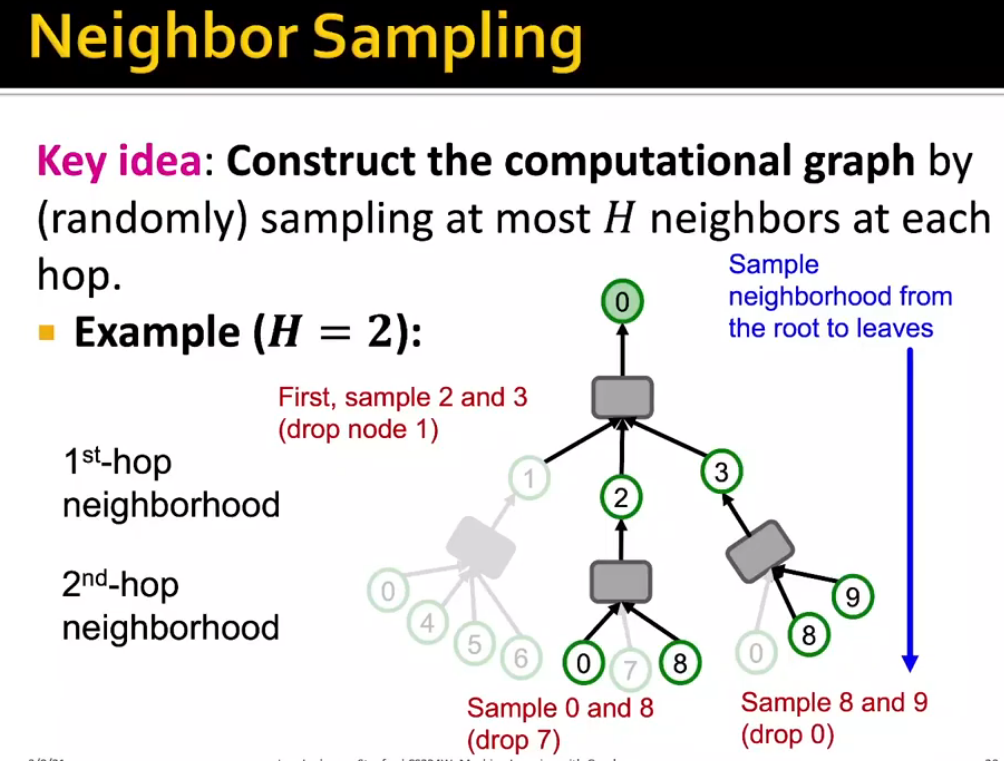 Neighbor Sampling
Key idea: Construct the computational graph by
(randomly) sampling at most H neighbors at each
hop.
Sample
neighborhood from
the root to leaves
Example (H = 2):
0
First, sample 2 and 3
(drop node 1)
1st-hop
neighborhood
1
2
3
2nd-hop
neighborhood
0
4
5
6
0
7
8
0
8
9
Sample 0 and 8
(drop 7)
Sample 8 and 9
(drop 0)